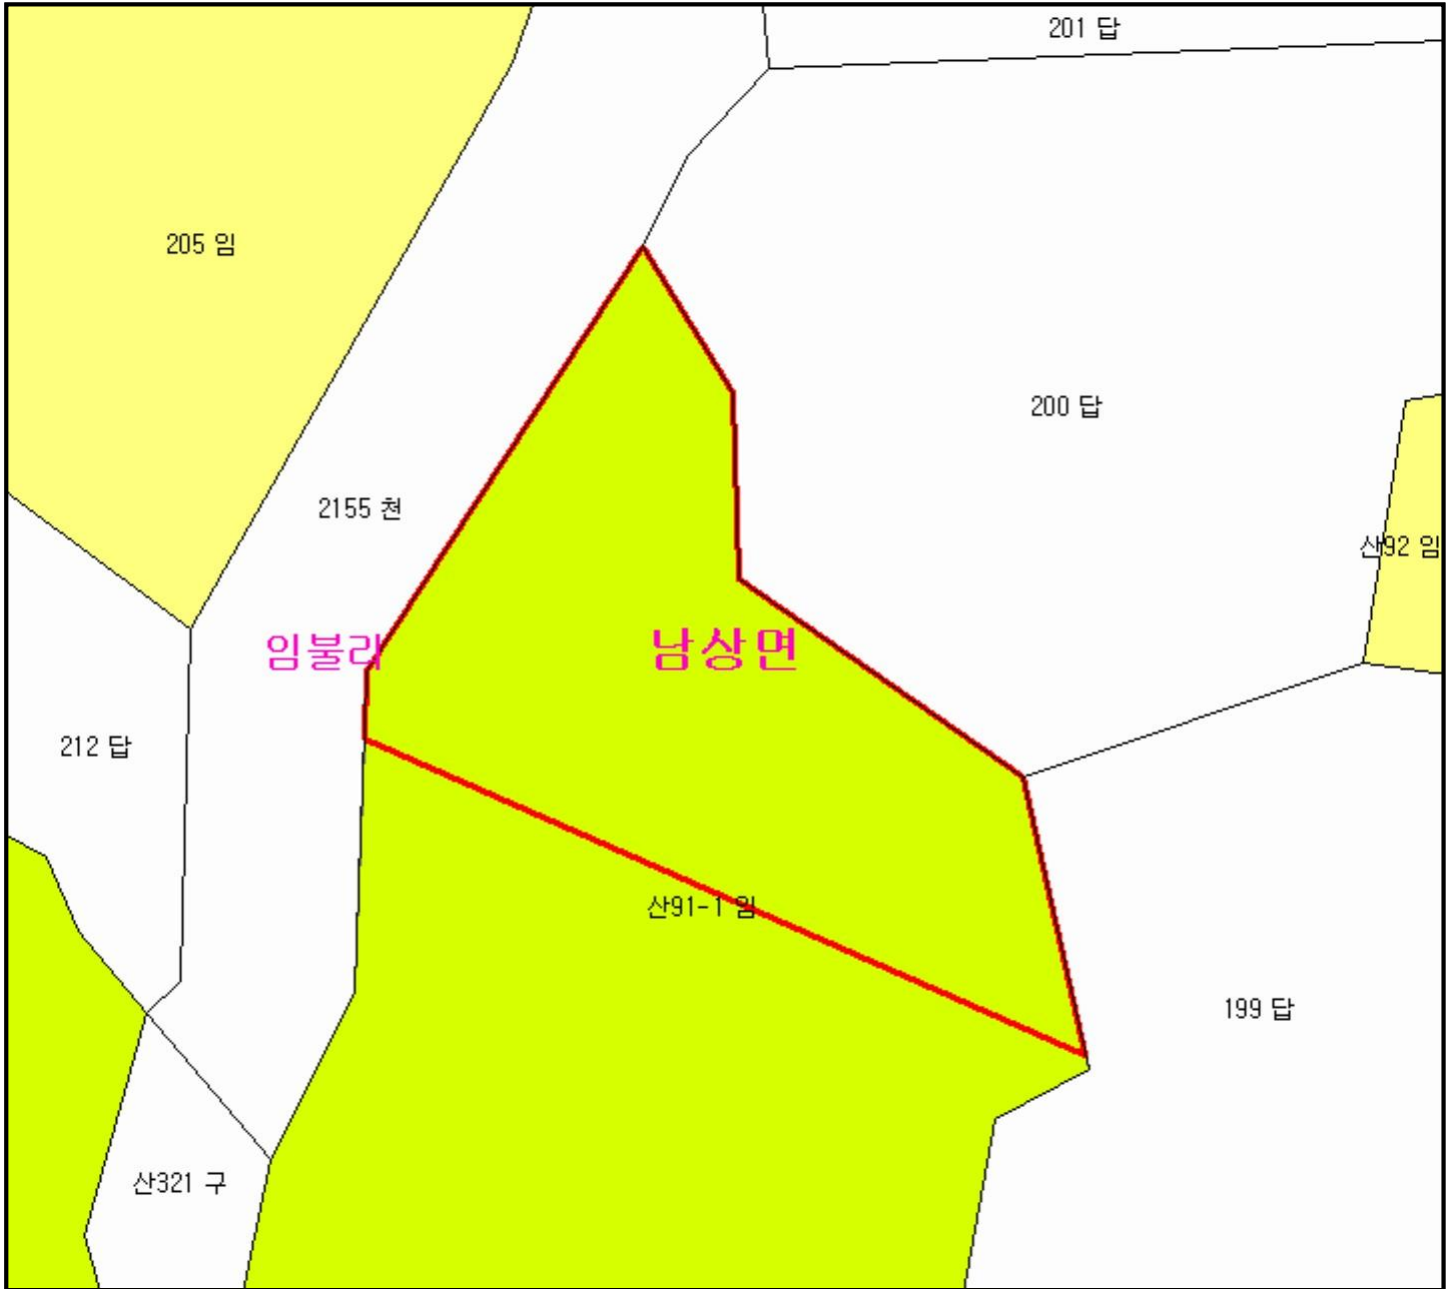 201 답
205 임
200 답
2155 천
산92 임
임불리
남상면
212 답
산91-1 임
199 답
산321 구